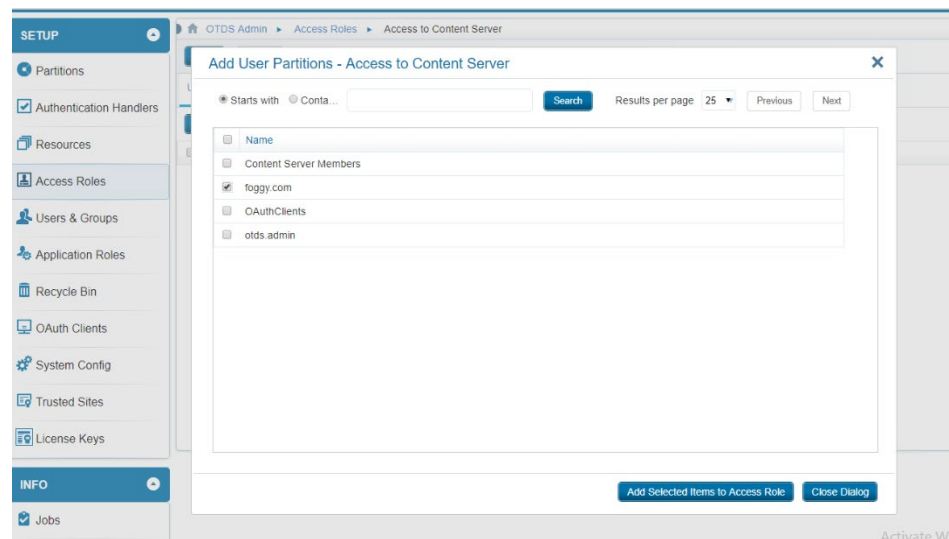 SETUP
Partitions
Authentication Handlers
Resources
Access Roles
Users & Groups
Application Roles
Recycle Bin
OAuth Clients
System Config
Trusted Sites
License Keys
INFO
Jobs
OTDS Admin ▸ Access Roles ▸ Access to Content Server
Add User Partitions - Access to Content Server
Starts with Conta... Search Results per page 25 Previous Next
Name
Content Server Members
foggy.com
OAuthClients
otds.admin
Add Selected Items to Access Role Close Dialog
Activate W